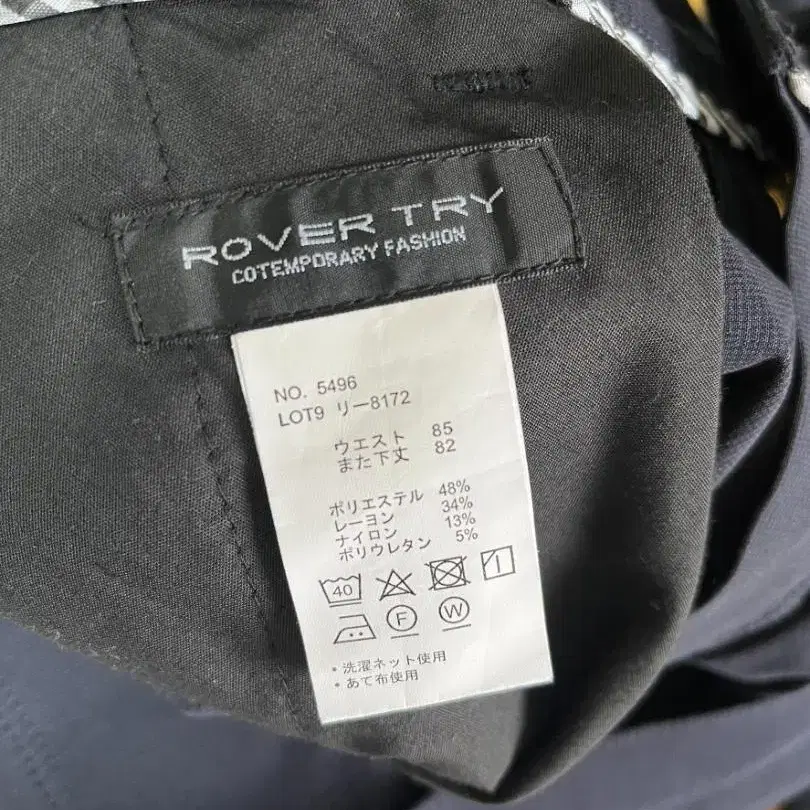 ROVER TRY
COTEMPORARY FASHION
NO. 5496
LOT9 リー8172
ウエスト 85
また下丈 82
ポリエステル 48%
レーヨン 34%
ナイロン 13%
ポリウレタン 5%
40
F W
・洗濯ネット使用
・あて布使用